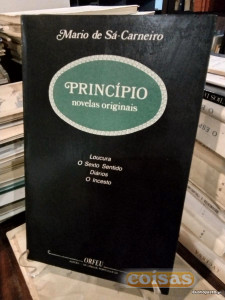 Mario de Sá-Carneiro
PRINCÍPIO
novelas originais
Loucura
O Sexto Sentido
Diários
O Incesto
ORFEU
coisas